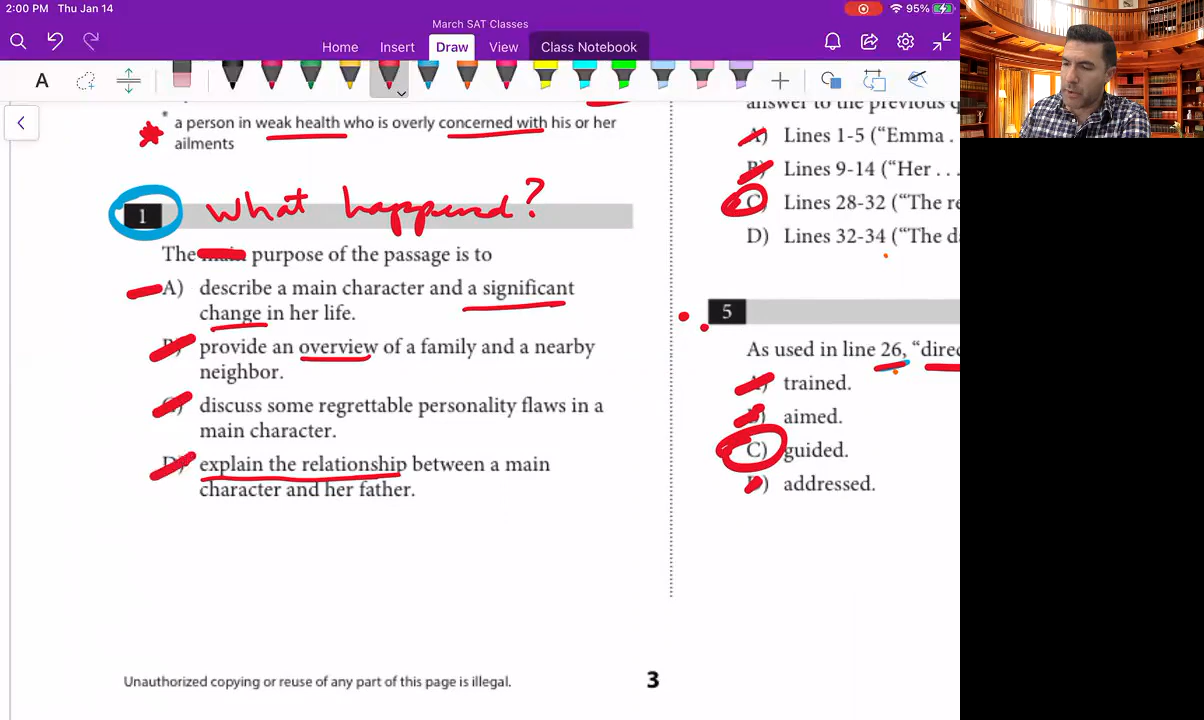 2:00 PM Thu Jan 14
95%
March SAT Classes
Home Insert Draw View Class Notebook
A
answer to the previous q
* a person in weak health who is overly concerned with his or her
ailments
1 What happened?
The main purpose of the passage is to
A) describe a main character and a significant
change in her life.
B) provide an overview of a family and a nearby
neighbor.
C) discuss some regrettable personality flaws in a
main character.
D) explain the relationship between a main
character and her father.
Unauthorized copying or reuse of any part of this page is illegal.
3
A) Lines 1-5 (“Emma .
B) Lines 9-14 (“Her . . .
C) Lines 28-32 (“The re
D) Lines 32-34 (“The d
5
As used in line 26, “direc
A) trained.
B) aimed.
C) guided.
D) addressed.